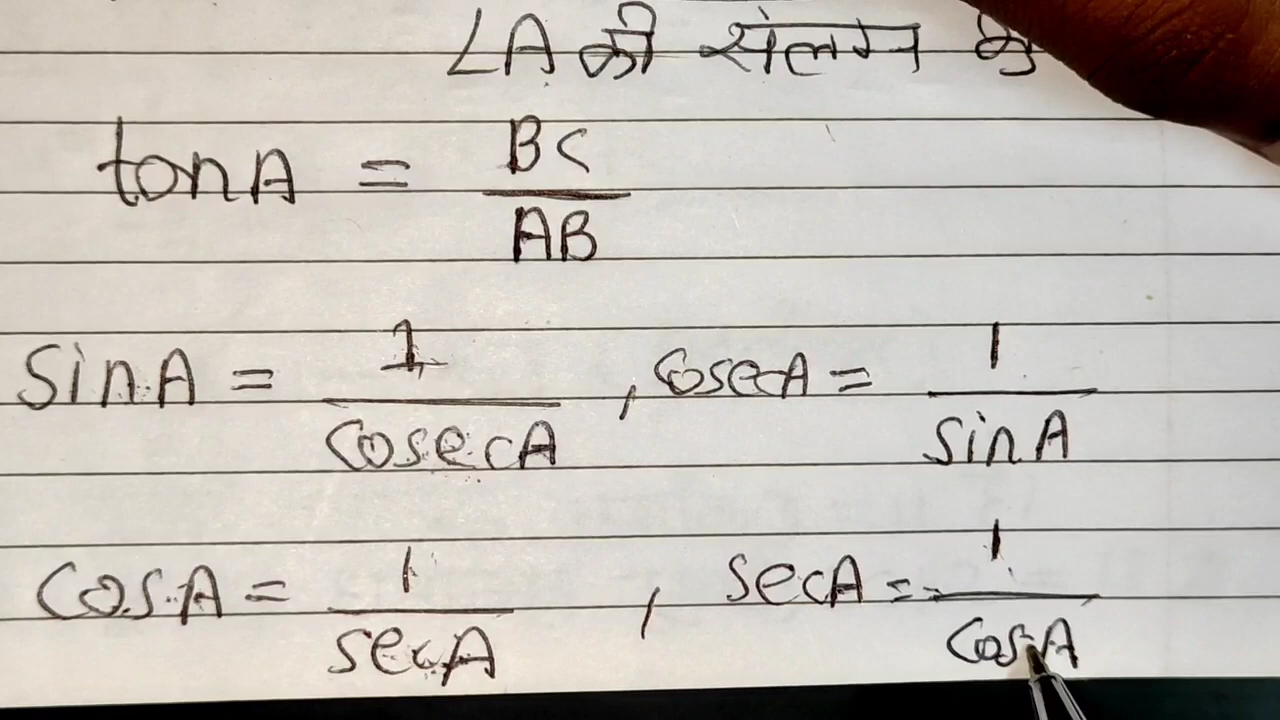 ∠A की संलग्न
tanA = BC/AB
sinA = 1/cosecA , cosecA = 1/sinA
cosA = 1/secA , secA = 1/cosA